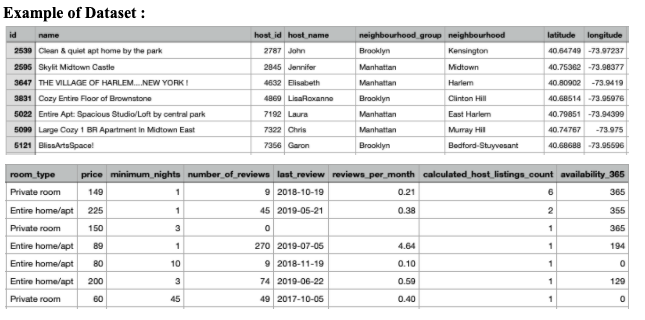 Example of Dataset :
id name host_id host_name neighbourhood_group neighbourhood latitude longitude
2539 Clean & quiet apt home by the park 2787 John Brooklyn Kensington 40.64749 -73.97237
2595 Skylit Midtown Castle 2845 Jennifer Manhattan Midtown 40.75362 -73.98377
3647 THE VILLAGE OF HARLEM....NEW YORK ! 4632 Elisabeth Manhattan Harlem 40.80902 -73.9419
3831 Cozy Entire Floor of Brownstone 4869 LisaRoxanne Brooklyn Clinton Hill 40.68514 -73.95976
5022 Entire Apt: Spacious Studio/Loft by central park 7192 Laura Manhattan East Harlem 40.79851 -73.94399
5099 Large Cozy 1 BR Apartment In Midtown East 7322 Chris Manhattan Murray Hill 40.74767 -73.975
5121 BlissArtsSpace! 7356 Garon Brooklyn Bedford-Stuyvesant 40.68688 -73.95596
room_type price minimum_nights number_of_reviews last_review reviews_per_month calculated_host_listings_count availability_365
Private room 149 1 9 2018-10-19 0.21 6 365
Entire home/apt 225 1 45 2019-05-21 0.38 2 355
Private room 150 3 0 1 365
Entire home/apt 89 1 270 2019-07-05 4.64 1 194
Entire home/apt 80 10 9 2018-11-19 0.10 1 0
Entire home/apt 200 3 74 2019-06-22 0.59 1 129
Private room 60 45 49 2017-10-05 0.40 1 0